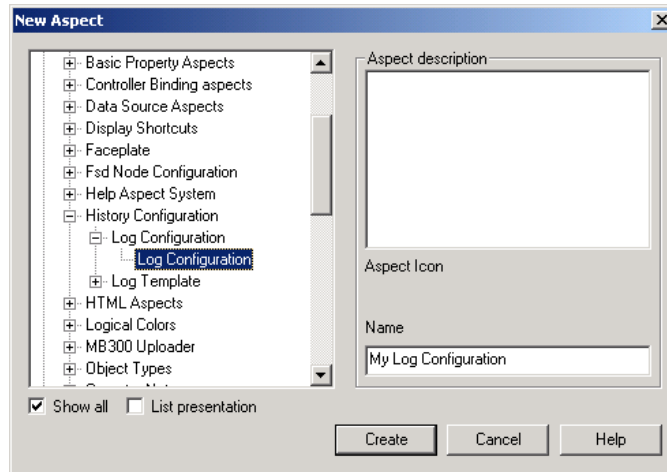 New Aspect
Basic Property Aspects
Controller Binding aspects
Data Source Aspects
Display Shortcuts
Faceplate
Fsd Node Configuration
Help Aspect System
History Configuration
Log Configuration
Log Configuration
Log Template
HTML Aspects
Logical Colors
MB300 Uploader
Object Types
Show all
List presentation
Aspect description
Aspect Icon
Name
My Log Configuration
Create
Cancel
Help